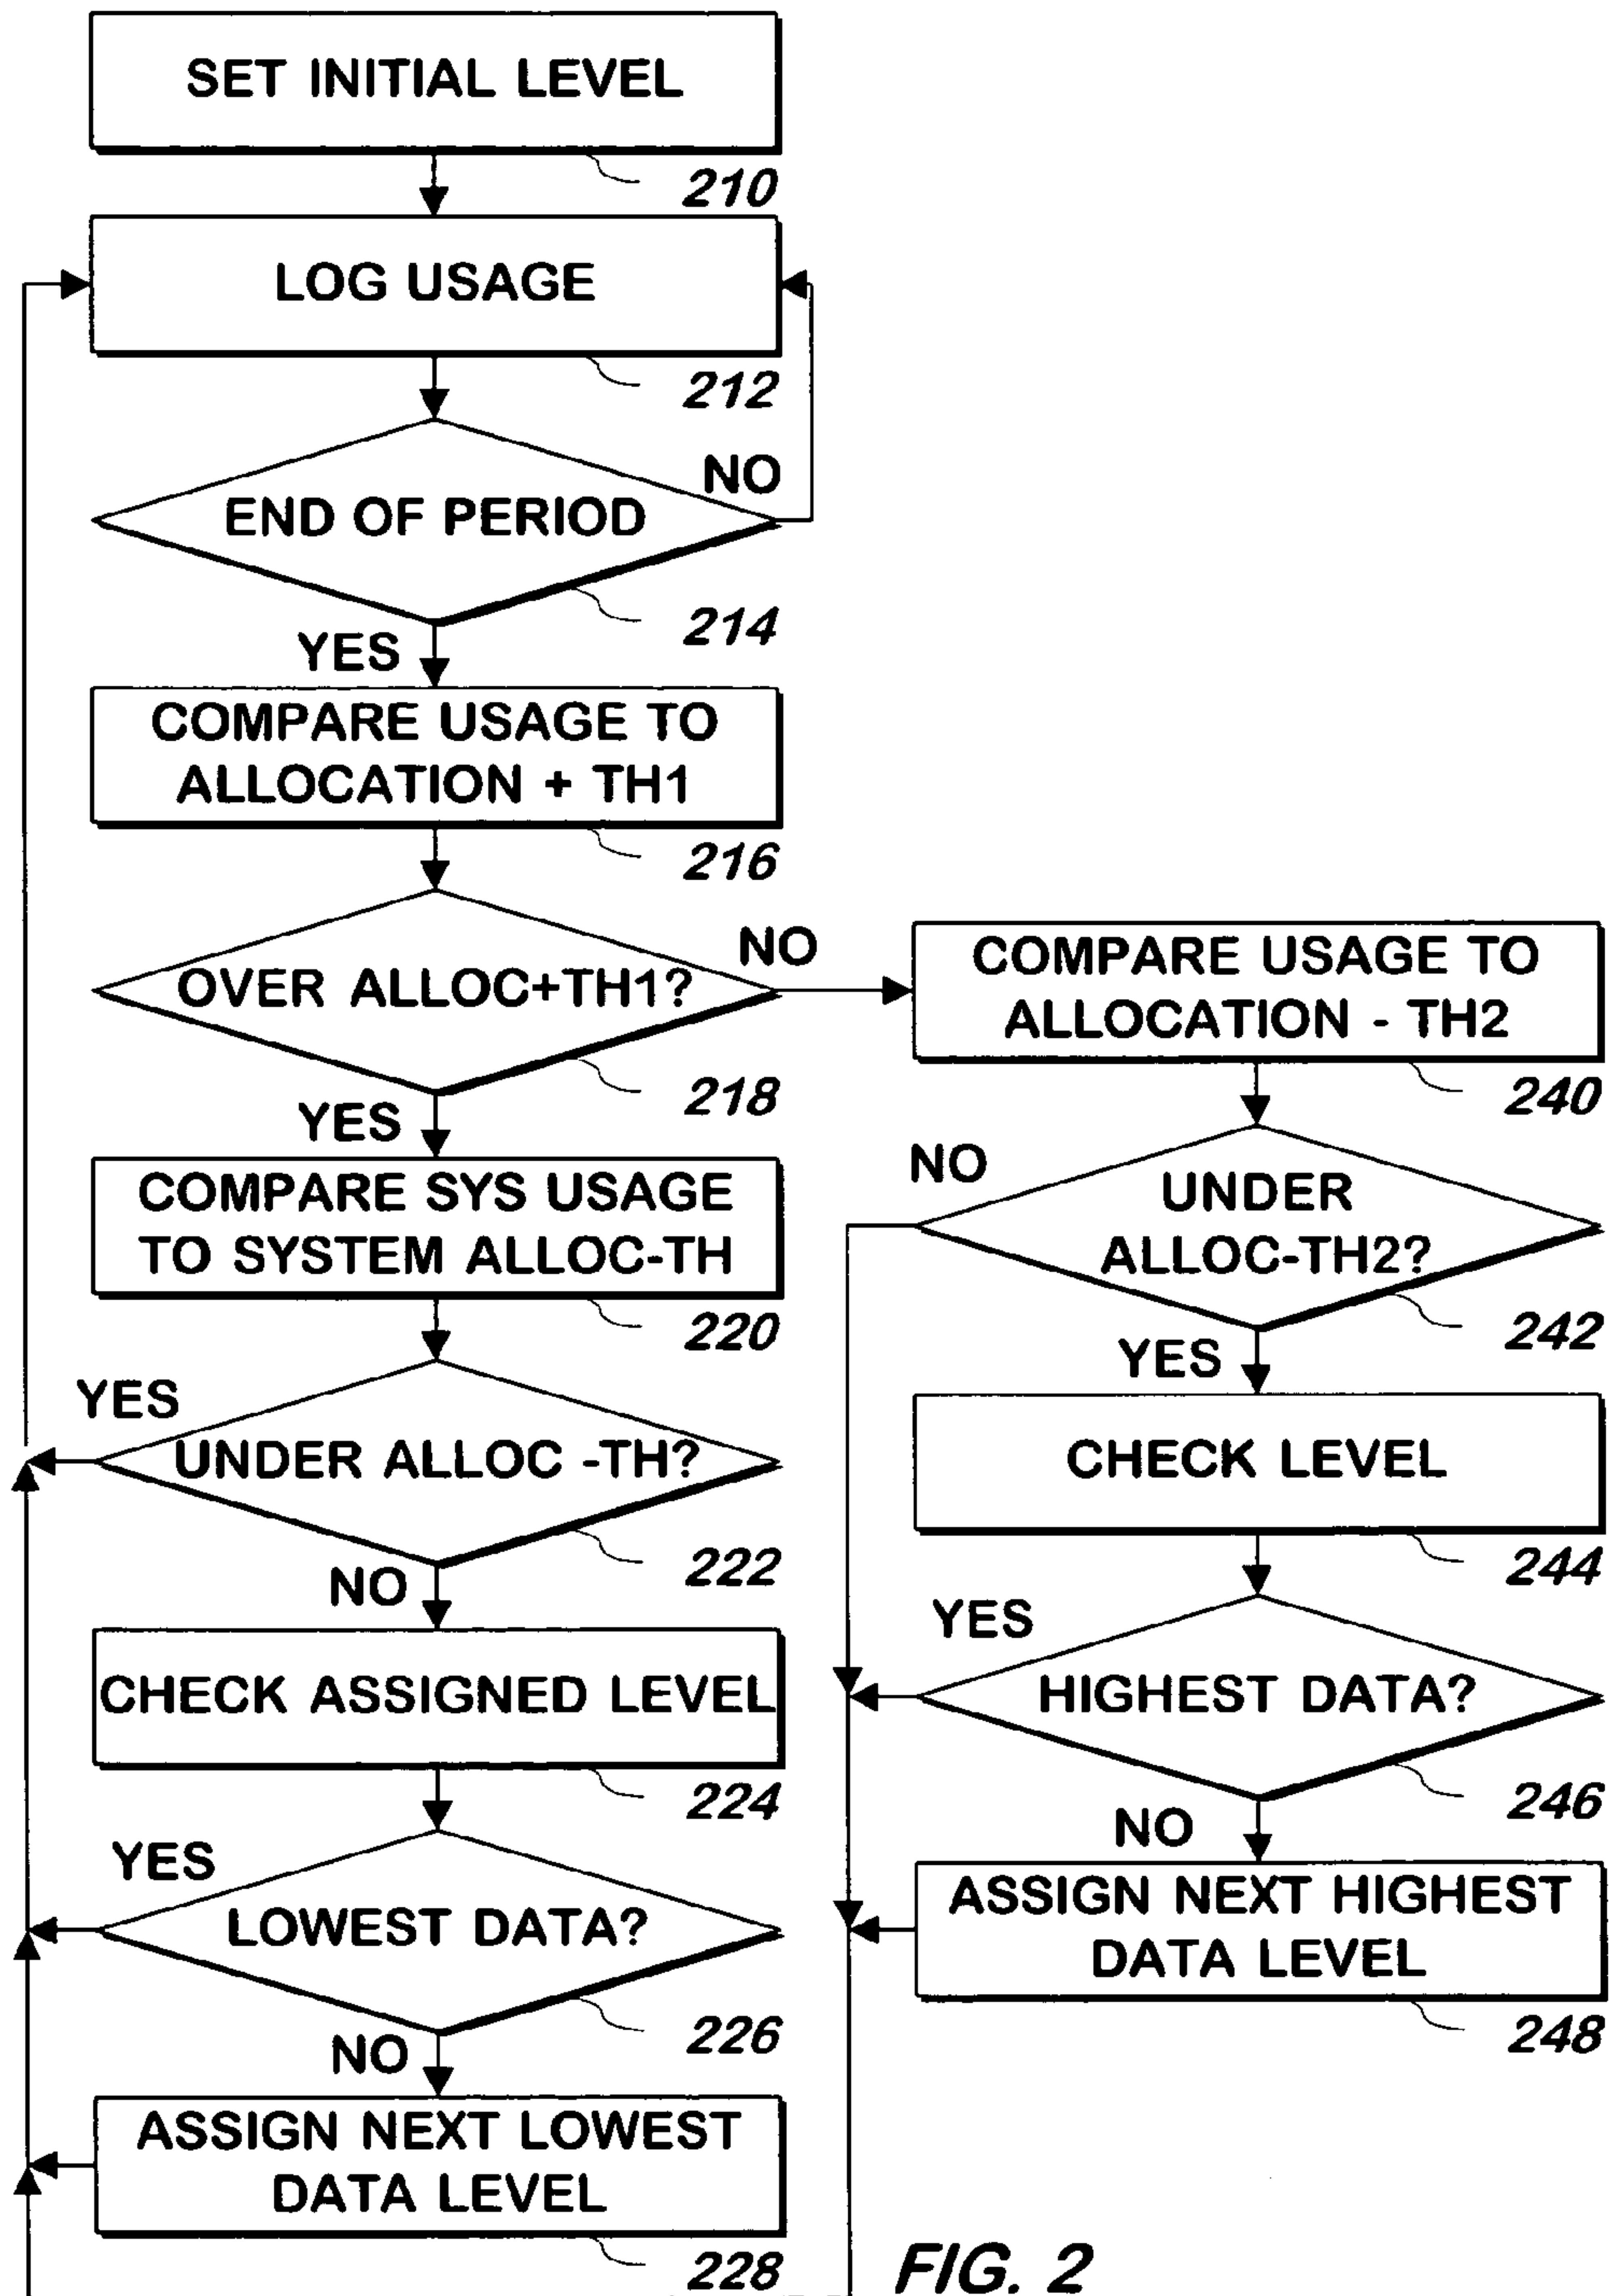 SET INITIAL LEVEL
210
LOG USAGE
212
NO
END OF PERIOD
214
YES
COMPARE USAGE TO
ALLOCATION + TH1
216
OVER ALLOC+TH1?
NO
218
YES
COMPARE SYS USAGE
TO SYSTEM ALLOC-TH
220
YES
UNDER ALLOC -TH?
222
NO
CHECK ASSIGNED LEVEL
224
YES
LOWEST DATA?
226
NO
ASSIGN NEXT LOWEST
DATA LEVEL
228
COMPARE USAGE TO
ALLOCATION - TH2
240
NO
UNDER
ALLOC-TH2?
242
YES
CHECK LEVEL
244
YES
HIGHEST DATA?
246
NO
ASSIGN NEXT HIGHEST
DATA LEVEL
248
FIG. 2